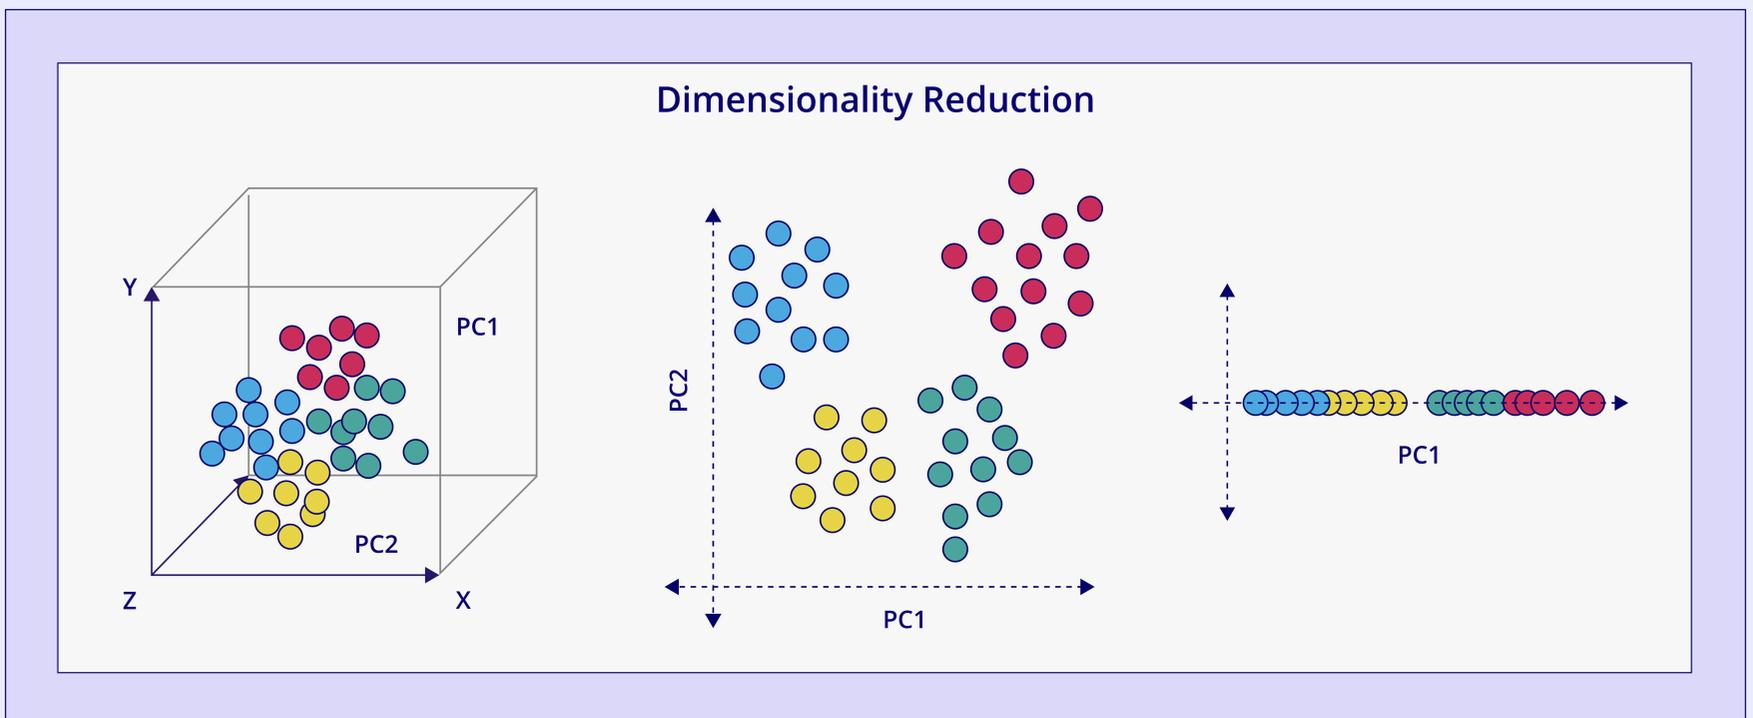 Dimensionality Reduction
Y
PC1
PC2
Z
X
PC2
PC1
PC1